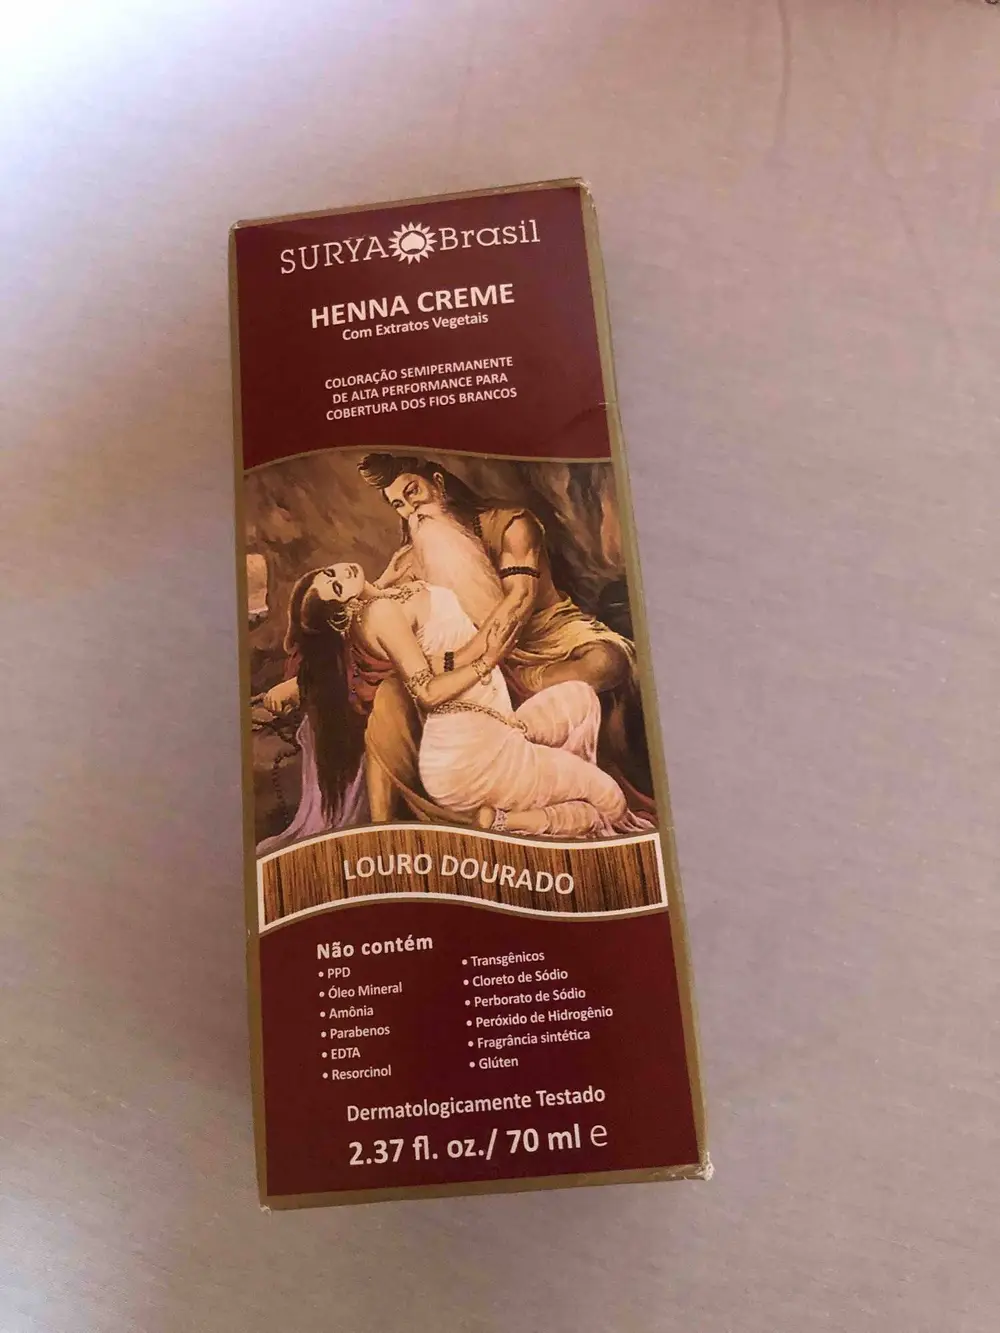 SURYA Brasil
HENNA CREME
Com Extratos Vegetais
COLORAÇÃO SEMIPERMANENTE
DE ALTA PERFORMANCE PARA
COBERTURA DOS FIOS BRANCOS
LOURO DOURADO
Não contém
• PPD
• Óleo Mineral
• Amônia
• Parabenos
• EDTA
• Resorcinol
• Transgênicos
• Cloreto de Sódio
• Perborato de Sódio
• Peróxido de Hidrogênio
• Fragrância sintética
• Glúten
Dermatologicamente Testado
2.37 fl. oz./ 70 ml e